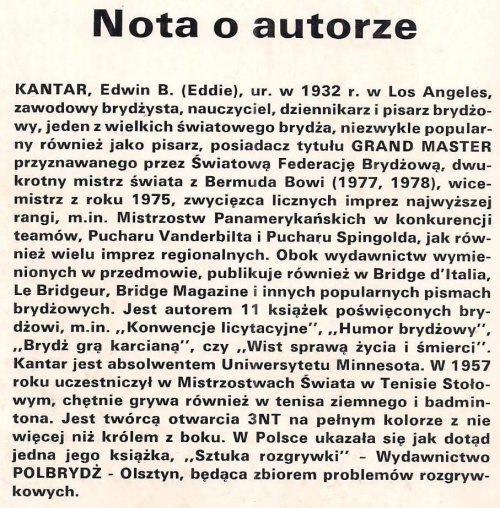 Nota o autorze
KANTAR, Edwin B. (Eddie), ur. w 1932 r. w Los Angeles,
zawodowy brydżysta, nauczyciel, dziennikarz i pisarz brydżo-
wy, jeden z wielkich światowego brydża, niezwykle popular-
ny również jako pisarz, posiadacz tytułu GRAND MASTER
przyznawanego przez Światową Federację Brydżową, dwu-
krotny mistrz świata z Bermuda Bowi (1977, 1978), wice-
mistrz z roku 1975, zwycięzca licznych imprez najwyższej
rangi, m.in. Mistrzostw Panamerykańskich w konkurencji
teamów, Pucharu Vanderbilta i Pucharu Spingolda, jak rów-
nież wielu imprez regionalnych. Obok wydawnictw wymie-
nionych w przedmowie, publikuje również w Bridge d'Italia,
Le Bridgeur, Bridge Magazine i innych popularnych pismach
brydżowych. Jest autorem 11 książek poświęconych bry-
dżowi, m.in. ,,Konwencje licytacyjne", ,,Humor brydżowy",
,,Brydż grą karcianą", czy ,,Wist sprawą życia i śmierci".
Kantar jest absolwentem Uniwersytetu Minnesota. W 1957
roku uczestniczył w Mistrzostwach Świata w Tenisie Stoło-
wym, chętnie grywa również w tenisa ziemnego i badmin-
tona. Jest twórcą otwarcia 3NT na pełnym kolorze z nie
więcej niż królem z boku. W Polsce ukazała się jak dotąd
jedna jego książka, ,,Sztuka rozgrywki" - Wydawnictwo
POLBRYDŻ - Olsztyn, będąca zbiorem problemów rozgryw-
kowych.